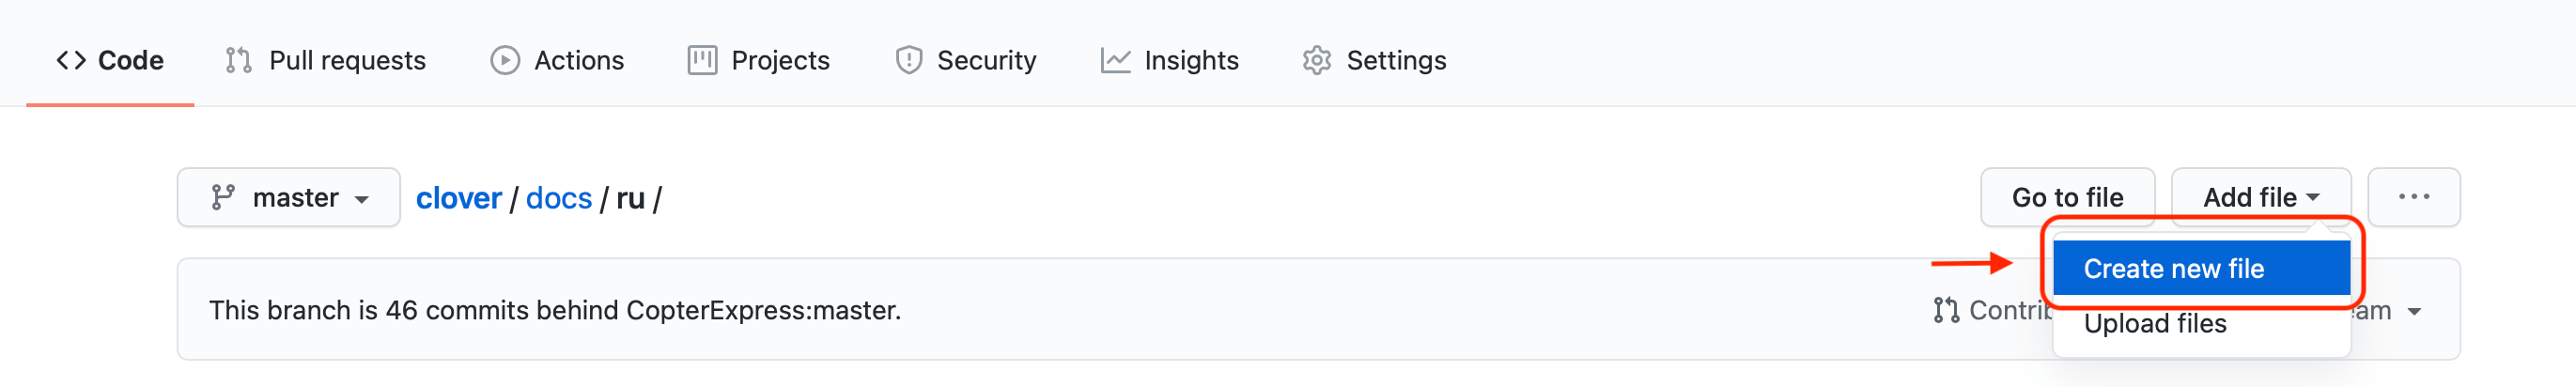 Code Pull requests Actions Projects Security Insights Settings
master clover / docs / ru / Go to file Add file ...
Create new file
This branch is 46 commits behind CopterExpress:master.
Upload files